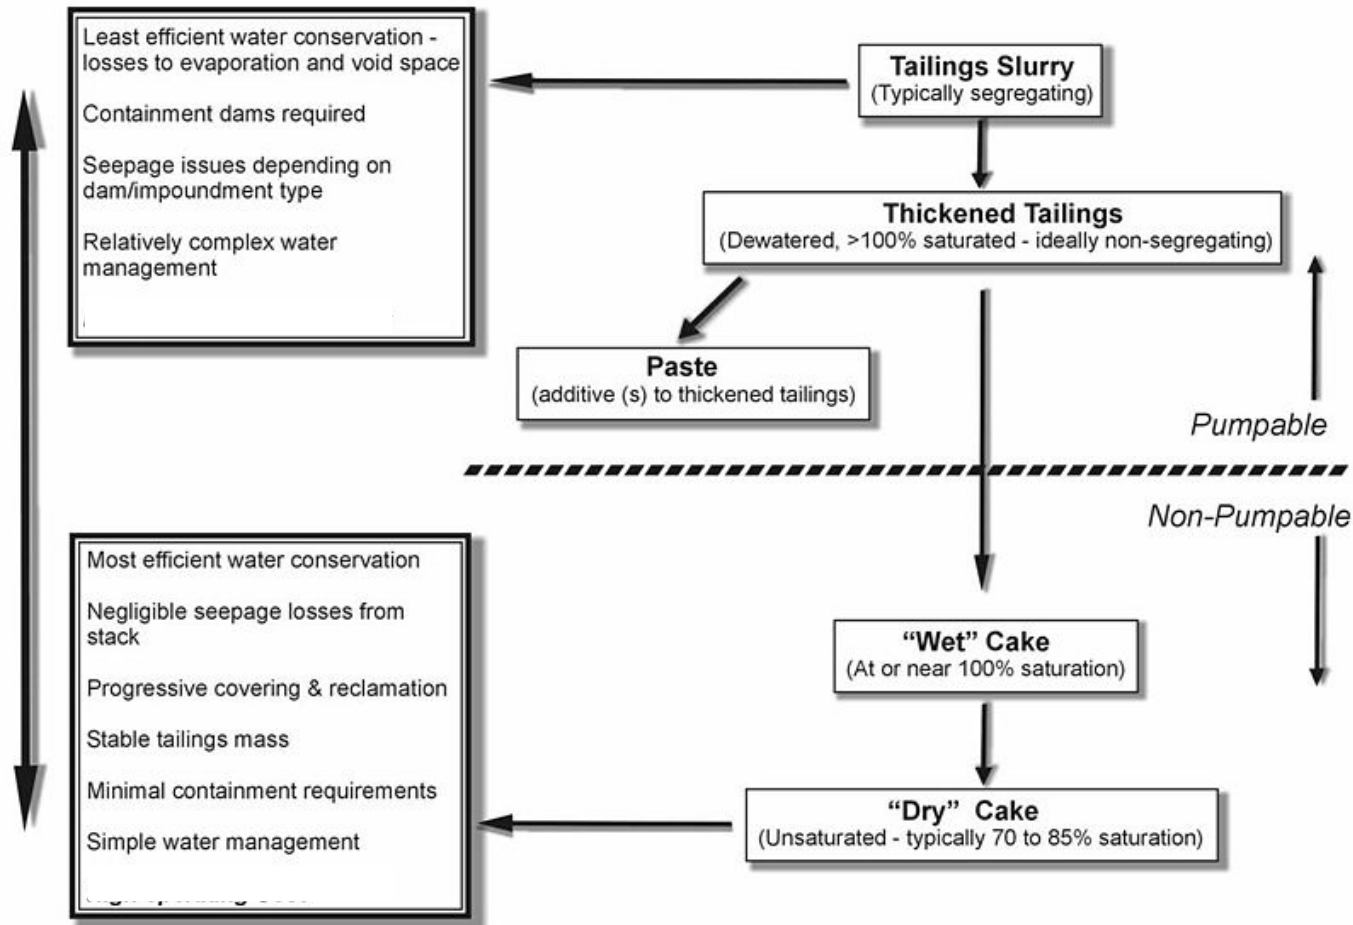 Least efficient water conservation -
losses to evaporation and void space
Containment dams required
Seepage issues depending on
dam/impoundment type
Relatively complex water
management
Tailings Slurry
(Typically segregating)
Thickened Tailings
(Dewatered, >100% saturated - ideally non-segregating)
Paste
(additive (s) to thickened tailings)
Pumpable
Non-Pumpable
Most efficient water conservation
Negligible seepage losses from
stack
Progressive covering & reclamation
Stable tailings mass
Minimal containment requirements
Simple water management
“Wet” Cake
(At or near 100% saturation)
“Dry” Cake
(Unsaturated - typically 70 to 85% saturation)